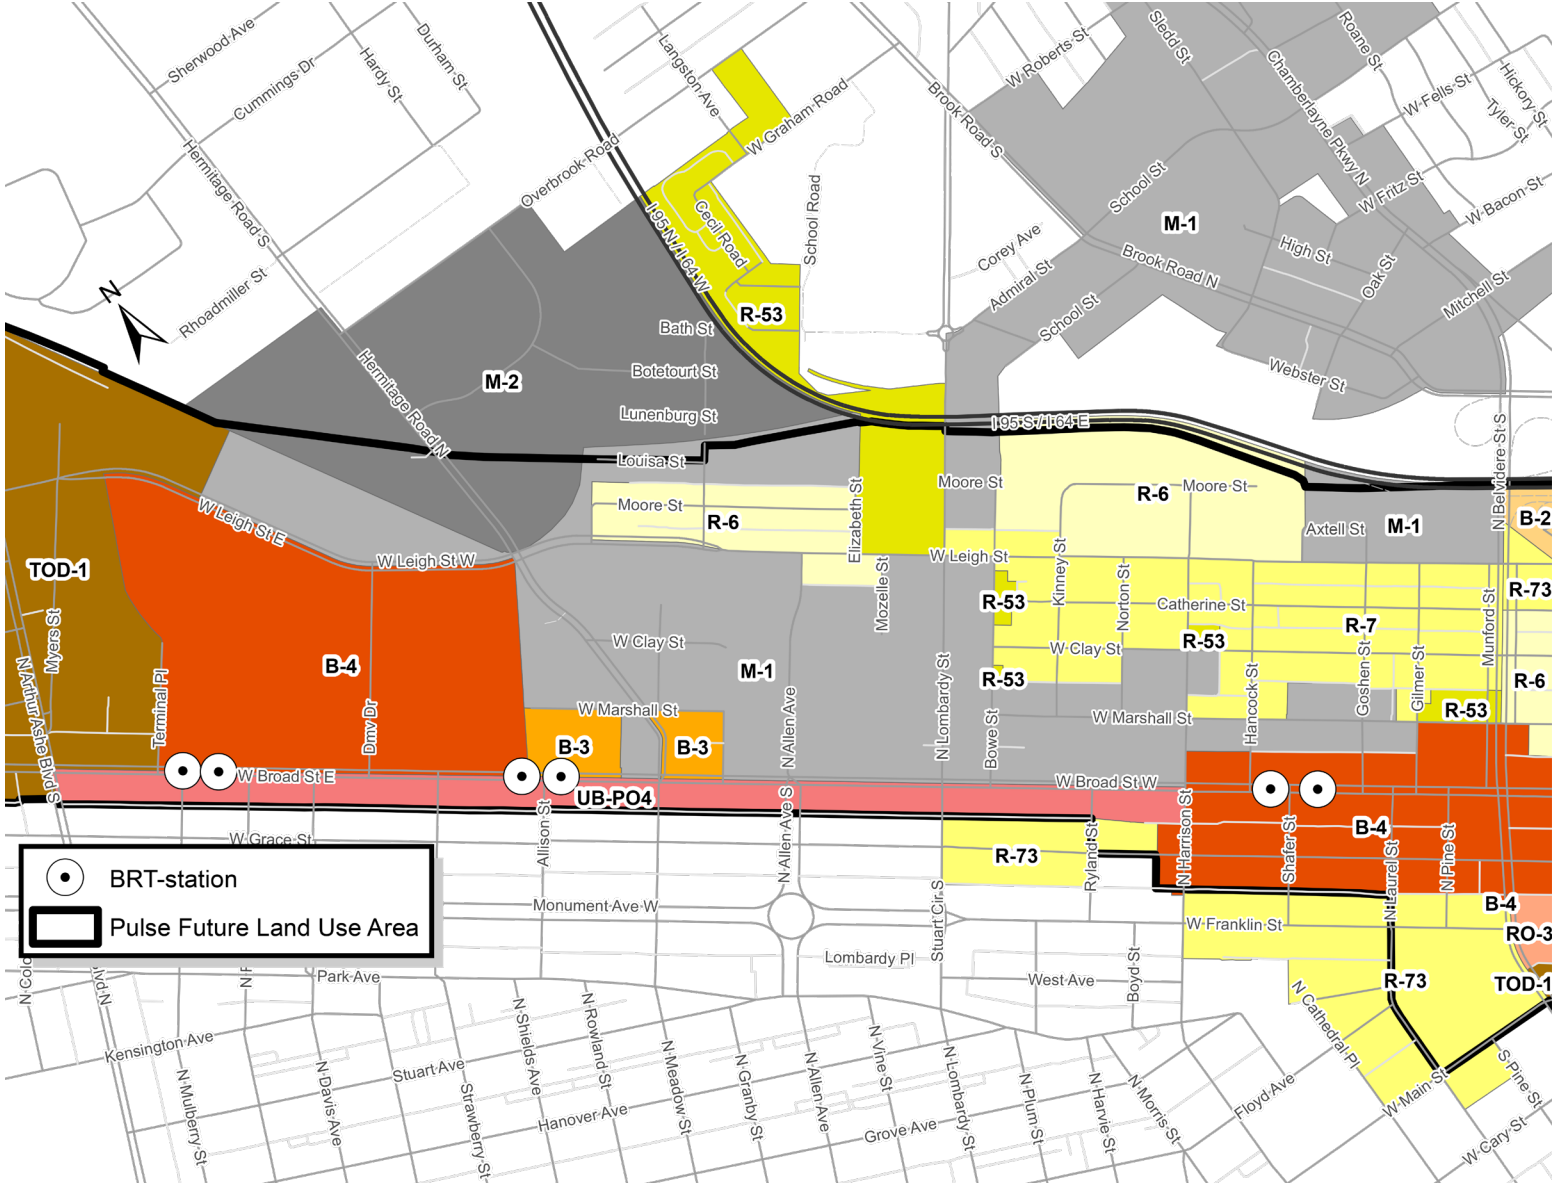 Sherwood Ave
Durham St
Hardy St
Cummings Dr
Langston Ave
W Graham Road
W Roberts St
Sledd St
Roane St
Chamberlayne Pkwy N
Hickory St
W Fells St
Tyler St
Brook Road S
Hermitage Road S
Overbrook Road
School St
W Fritz St
W Bacon St
M-1
I 95 N / I 64 W
Cecil Road
School Road
Corey Ave
Admiral St
Brook Road N
High St
Oak St
Mitchell St
Rhoadmiller St
N
R-53
School St
Bath St
Webster St
Hermitage Road N
M-2
Botetourt St
Lunenburg St
I 95 S / I 64 E
Louisa St
Moore St
R-6
Elizabeth St
Moore St
R-6
Moore St
Axtell St
M-1
N Belvidere St S
B-2
W Leigh St E
W Leigh St W
W Leigh St
TOD-1
Mozelle St
R-53
Kinney St
Norton St
Catherine St
R-73
Myers St
R-7
R-53
Munford St
W Clay St
W Clay St
B-4
M-1
R-53
R-6
N Arthur Ashe Blvd S
Terminal Pl
Dmv Dr
N Allen Ave
N Lombardy St
Bowe St
Hancock St
Goshen St
Gilmer St
R-53
W Marshall St
W Marshall St
B-3
B-3
W Broad St E
W Broad St W
UB-PO4
B-4
W Grace St
Allison St
N Allen Ave S
R-73
Ryland St
N Harrison St
Shafer St
N Laurel St
N Pine St
BRT-station
Pulse Future Land Use Area
Monument Ave W
Stuart Cir S
W Franklin St
B-4
RO-3
Lombardy Pl
Park Ave
West Ave
Boyd St
R-73
TOD-1
N Cathedral Pl
Kensington Ave
N Mulberry St
N Davis Ave
Stuart Ave
Strawberry St
N Shields Ave
N Rowland St
Hanover Ave
N Meadow St
N Granby St
N Allen Ave
N Vine St
Grove Ave
N Lombardy St
N Plum St
N Harvie St
N Morris St
Floyd Ave
W Main St
S Pine St
W Cary St